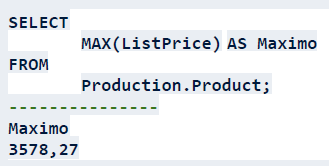 SELECT
MAX(ListPrice) AS Maximo
FROM
Production.Product;
---------------
Maximo
3578,27